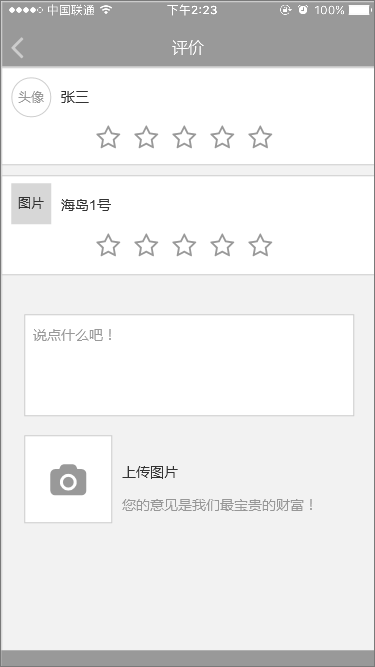 中国联通 下午2:23 100%
评价
头像 张三
图片 海岛1号
说点什么吧！
上传图片
您的意见是我们最宝贵的财富！